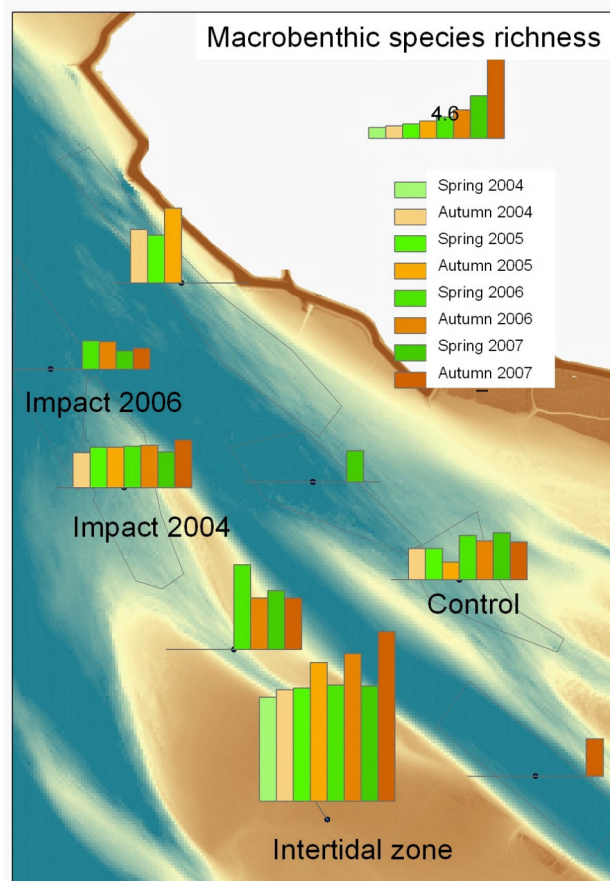 Macrobenthic species richness
4.6
Spring 2004
Autumn 2004
Spring 2005
Autumn 2005
Spring 2006
Autumn 2006
Spring 2007
Autumn 2007
Impact 2006
Impact 2004
Control
Intertidal zone